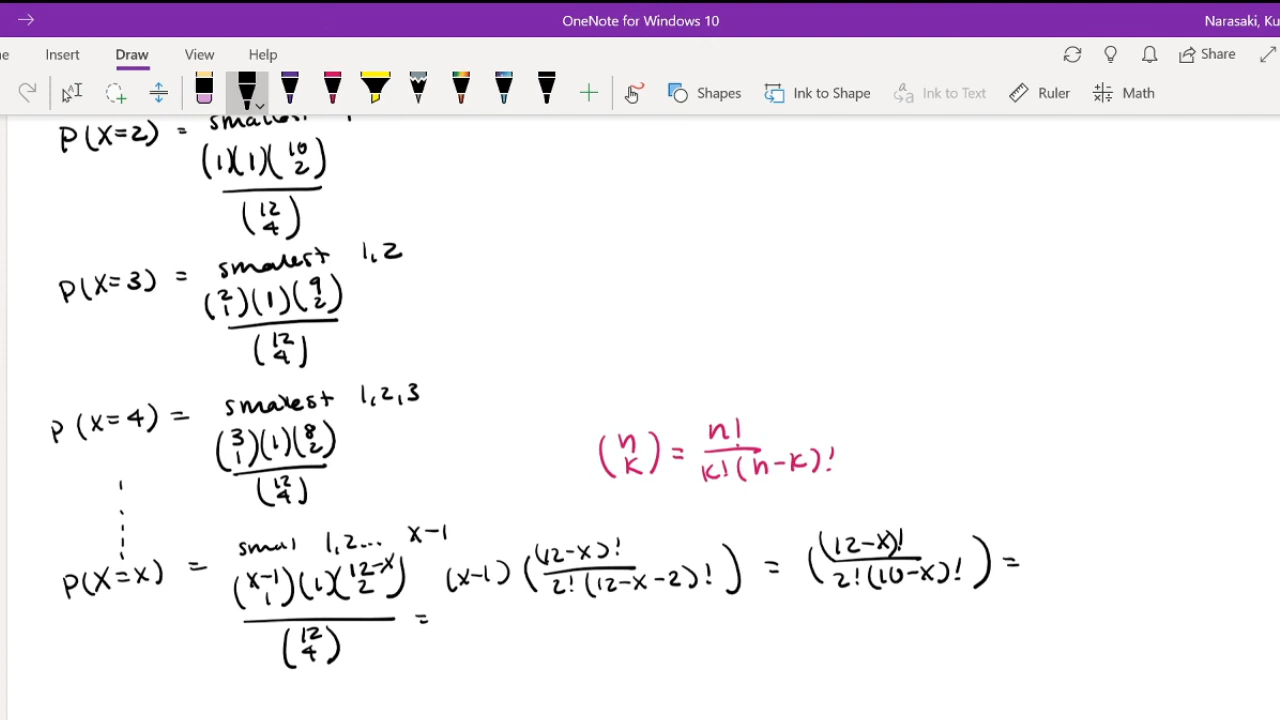 OneNote for Windows 10
Narasaki, Ku
Insert Draw View Help
Share
Shapes Ink to Shape Ink to Text Ruler Math
P(X=2) = smallest 1
(1)(1)(10 2)
(12 4)
P(X=3) = smallest 1,2
(2 1)(1)(9 2)
(12 4)
P(X=4) = smallest 1,2,3
(3 1)(1)(8 2)
(12 4)
(n k) = n! / k!(n-k)!
smal 1,2... x-1
P(X=x) = (x-1 1)(1)(12-x 2) / (12 4) = (x-1) ( (12-x)! / 2!(12-x-2)! ) = ( (12-x)! / 2!(10-x)! ) =